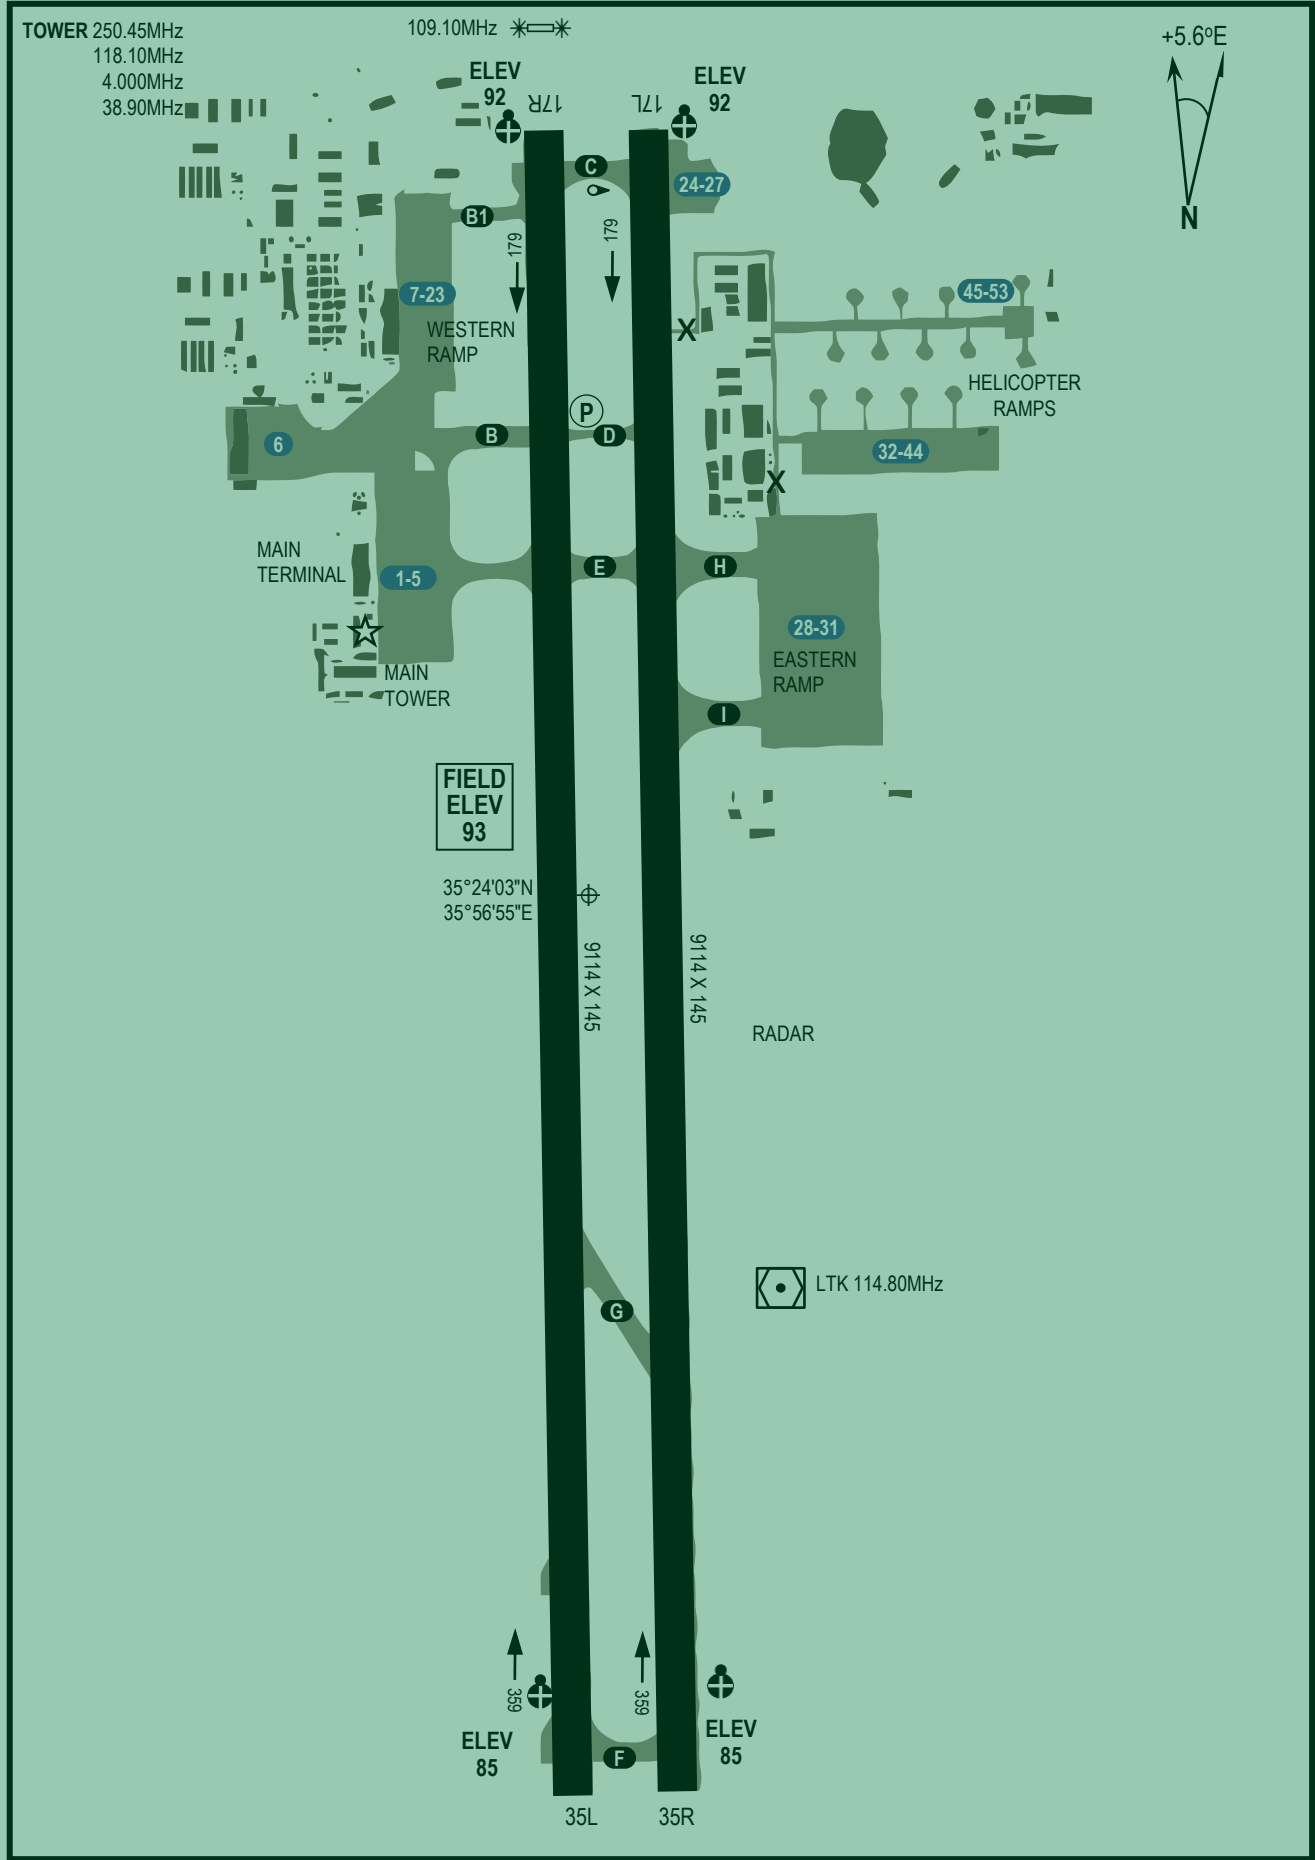 TOWER 250.45MHz
118.10MHz
4.000MHz
38.90MHz
109.10MHz
+5.6ºE
N
ELEV
92
17R
17L
ELEV
92
C
24-27
B1
179
179
7-23
WESTERN
RAMP
X
45-53
HELICOPTER
RAMPS
P
B
D
6
32-44
X
MAIN
TERMINAL
1-5
E
H
28-31
EASTERN
RAMP
MAIN
TOWER
I
FIELD
ELEV
93
35°24'03"N
35°56'55"E
9114 X 145
9114 X 145
RADAR
LTK 114.80MHz
G
359
359
ELEV
85
ELEV
85
F
35L
35R